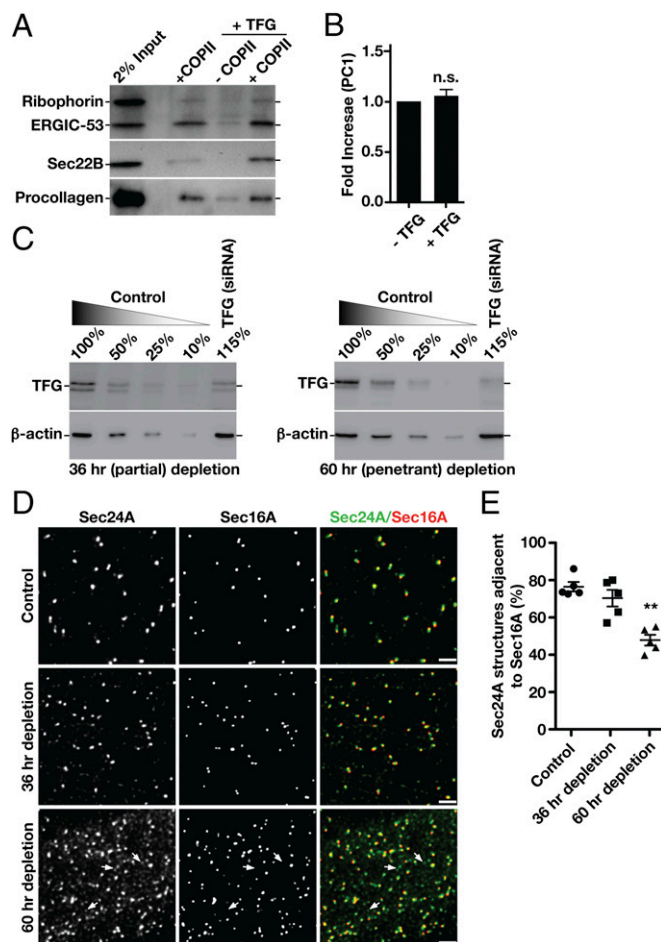 A
2% Input
+COPII
+ TFG
- COPII
+ COPII
Ribophorin
ERGIC-53
Sec22B
Procollagen
B
Fold Incresae (PC1)
1.5
1.0
0.5
0.0
n.s.
- TFG
+ TFG
C
Control
TFG (siRNA)
100%
50%
25%
10%
115%
TFG
β-actin
36 hr (partial) depletion
Control
TFG (siRNA)
100%
50%
25%
10%
115%
TFG
β-actin
60 hr (penetrant) depletion
D
Sec24A
Sec16A
Sec24A/Sec16A
Control
36 hr depletion
60 hr depletion
E
Sec24A structures adjacent
to Sec16A (%)
100
80
60
40
20
0
**
Control
36 hr depletion
60 hr depletion